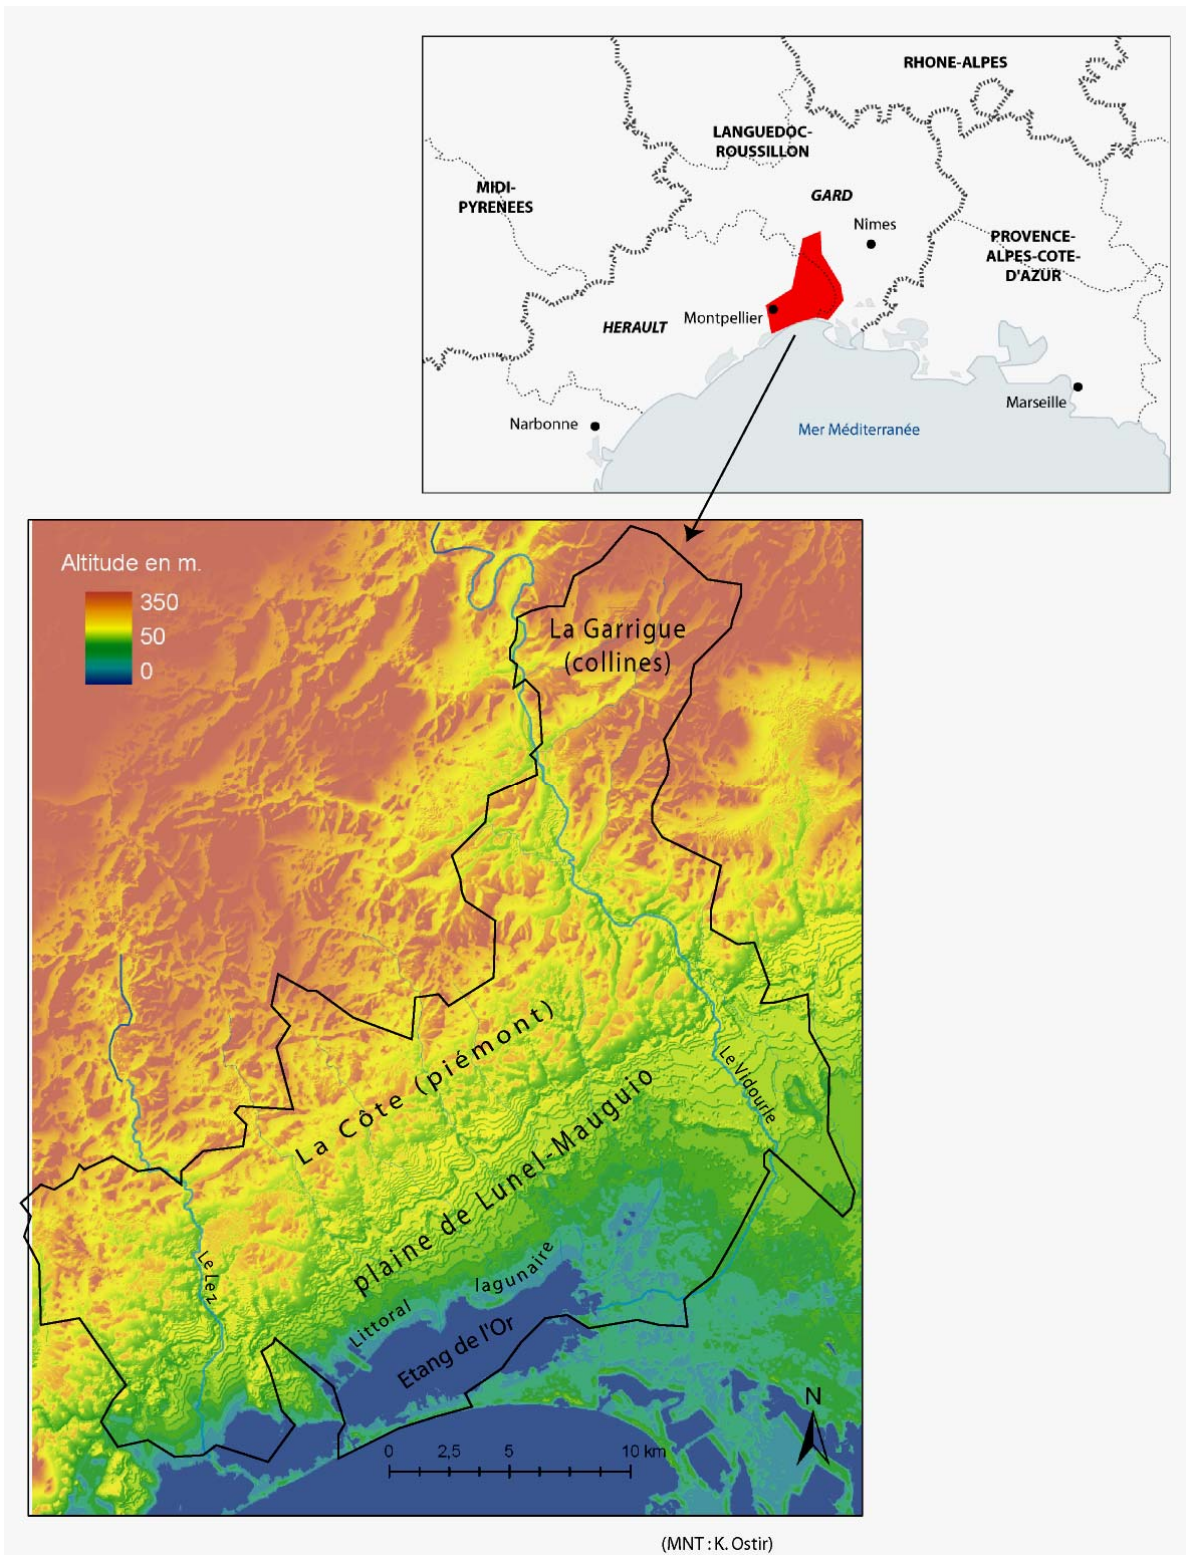 RHONE-ALPES
LANGUEDOC-
ROUSSILLON
MIDI-
PYRENEES
GARD
Nîmes
PROVENCE-
ALPES-COTE-
D'AZUR
Montpellier
HERAULT
Marseille
Narbonne
Mer Méditerranée
Altitude en m.
350
50
0
La Garrigue
(collines)
La Côte (piémont)
Le Vidourle
plaine de Lunel-Mauguio
Le Lez
Littoral lagunaire
Etang de l'Or
N
0 2,5 5 10 km
(MNT : K. Ostir)